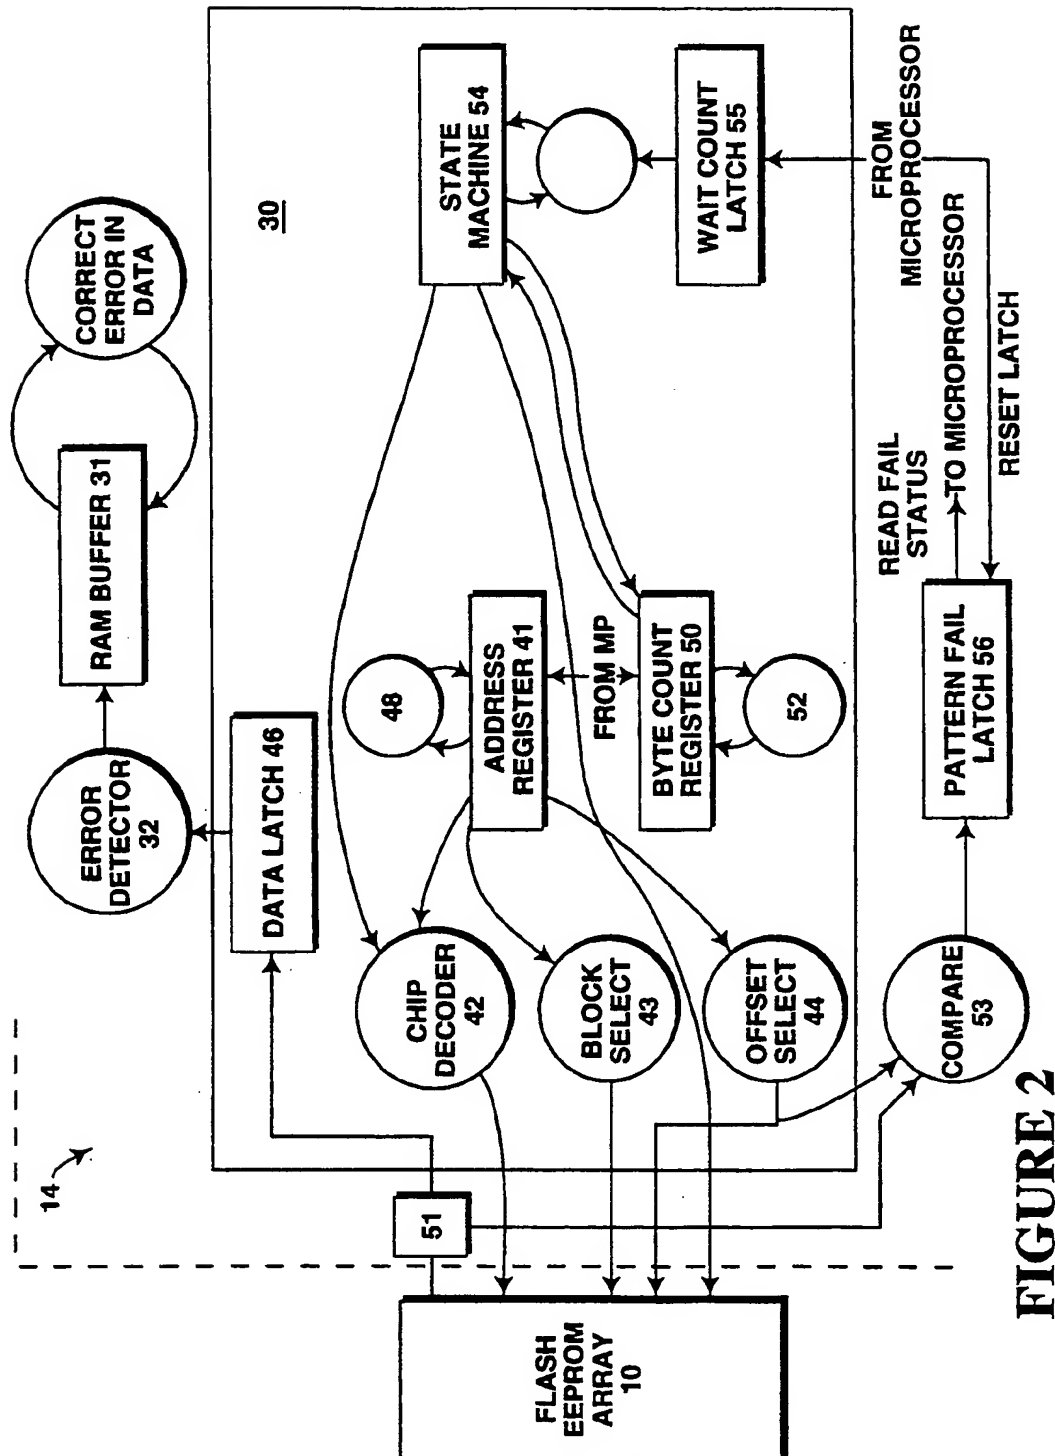 14
FLASH
EEPROM
ARRAY
10
51
ERROR
DETECTOR
32
RAM BUFFER 31
CORRECT
ERROR IN
DATA
30
DATA LATCH 46
CHIP
DECODER
42
BLOCK
SELECT
43
OFFSET
SELECT
44
48
ADDRESS
REGISTER 41
FROM MP
BYTE COUNT
REGISTER 50
52
STATE
MACHINE 54
WAIT COUNT
LATCH 55
FROM
MICROPROCESSOR
COMPARE
53
PATTERN FAIL
LATCH 56
READ FAIL
STATUS
TO MICROPROCESSOR
RESET LATCH
FIGURE 2